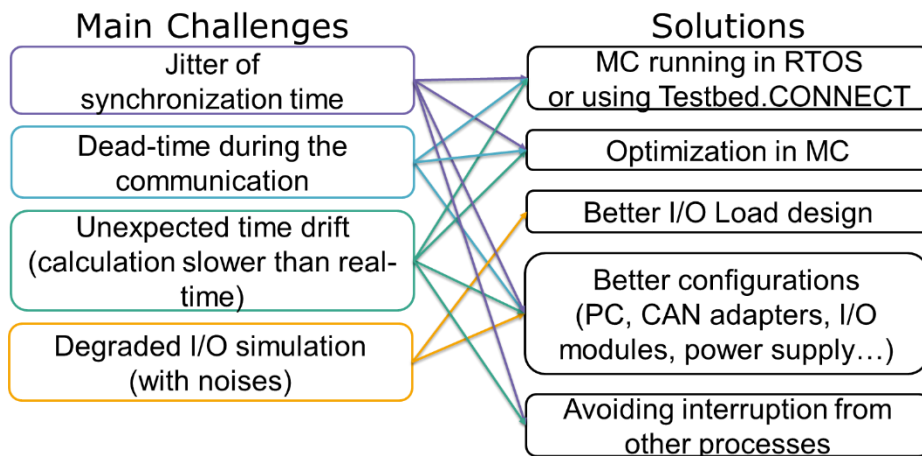 Main Challenges
Jitter of
synchronization time
Dead-time during the
communication
Unexpected time drift
(calculation slower than real-
time)
Degraded I/O simulation
(with noises)
Solutions
MC running in RTOS
or using Testbed.CONNECT
Optimization in MC
Better I/O Load design
Better configurations
(PC, CAN adapters, I/O
modules, power supply…)
Avoiding interruption from
other processes